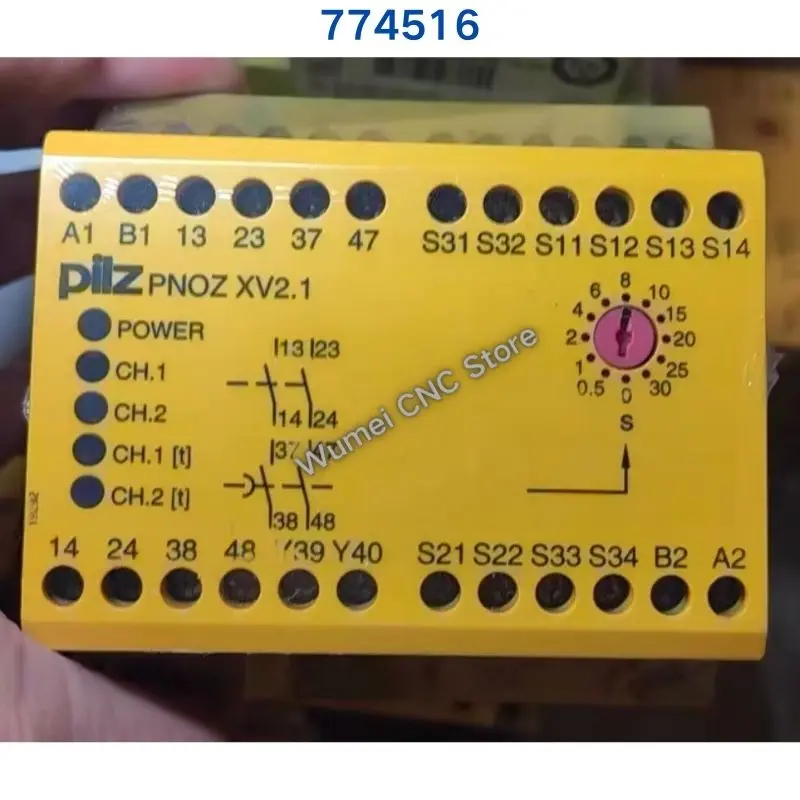 774516
A1 B1 13 23 37 47 S31 S32 S11 S12 S13 S14
pilz PNOZ XV2.1
POWER
CH.1
CH.2
CH.1 [t]
CH.2 [t]
13 23
14 24
37
38 48
8
6 10
4 15
2 20
1 25
0.5 0 30
S
Wumei CNC Store
14 24 38 48 Y39 Y40 S21 S22 S33 S34 B2 A2